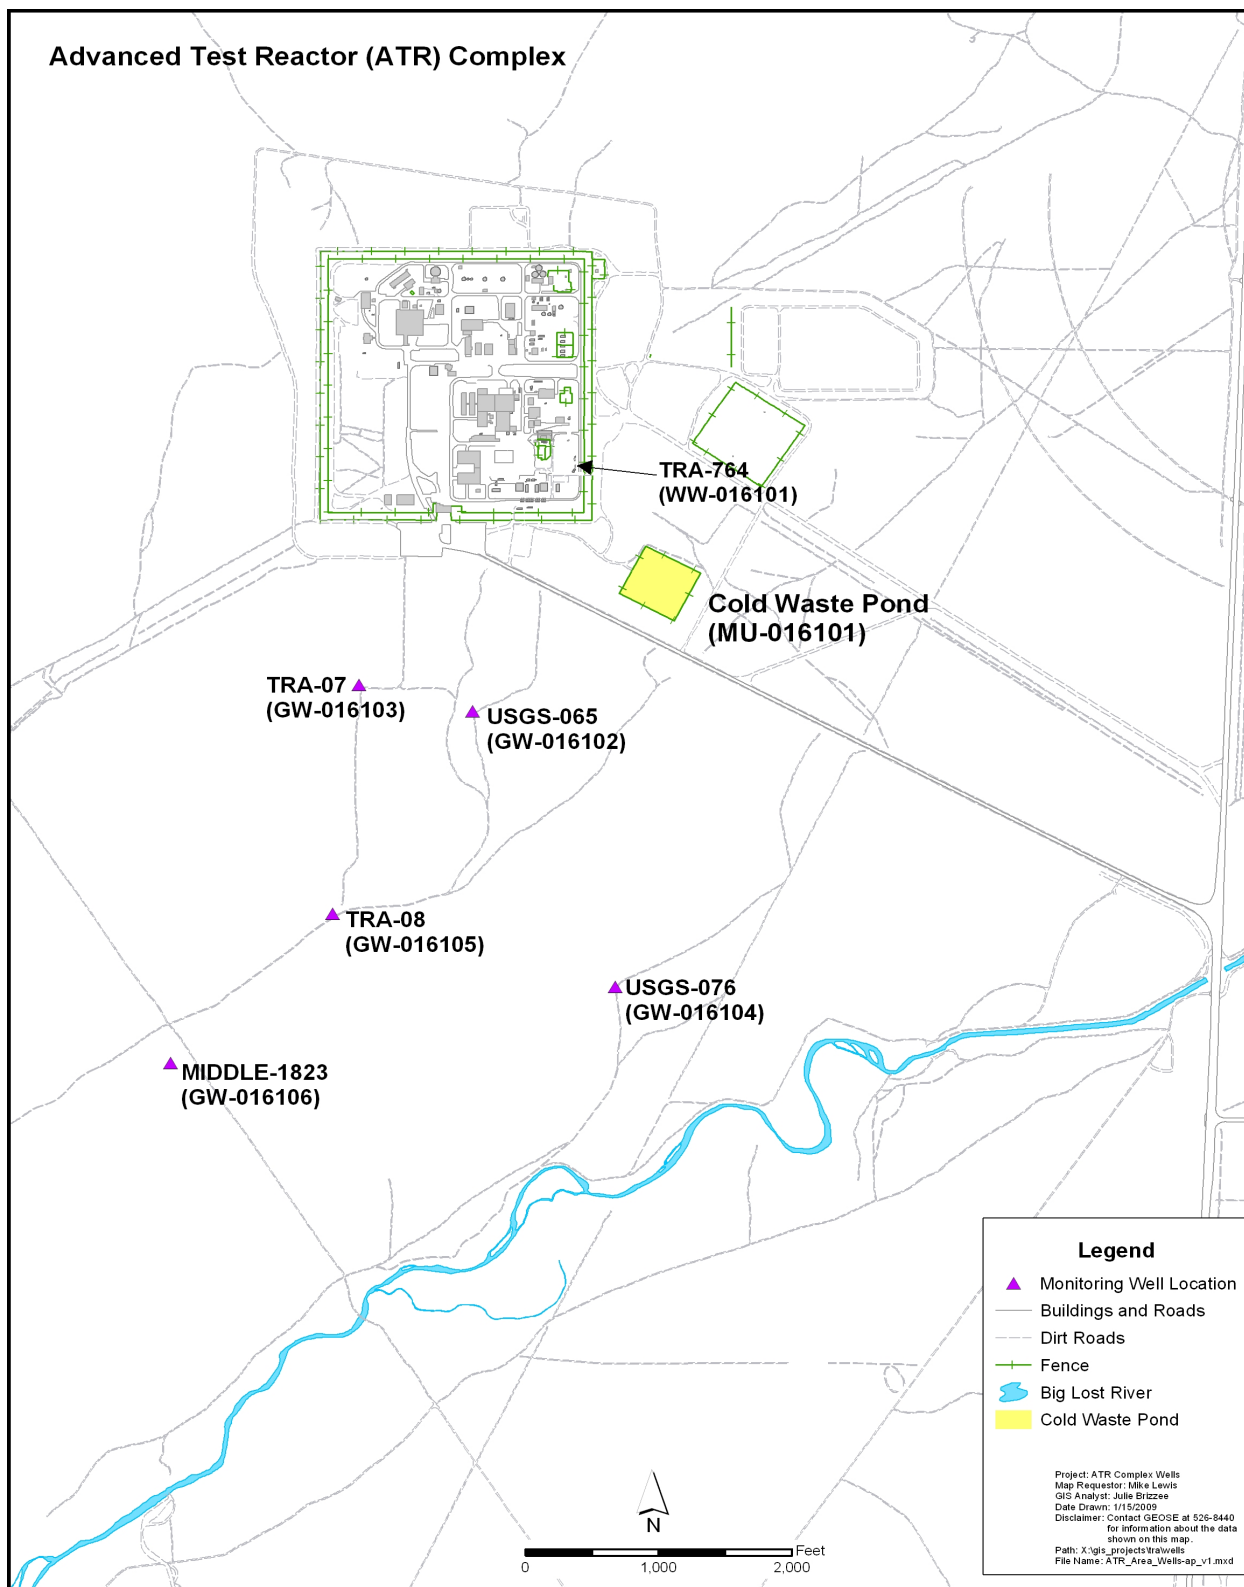 Advanced Test Reactor (ATR) Complex
TRA-764
(WW-016101)
Cold Waste Pond
(MU-016101)
TRA-07
(GW-016103)
USGS-065
(GW-016102)
TRA-08
(GW-016105)
USGS-076
(GW-016104)
MIDDLE-1823
(GW-016106)
Legend
Monitoring Well Location
Buildings and Roads
Dirt Roads
Fence
Big Lost River
Cold Waste Pond
Project: ATR Complex Wells
Map Requestor: Mike Lewis
GIS Analyst: Julie Brizzee
Date Drawn: 1/15/2009
Disclaimer: Contact GEOSE at 526-8440
for information about the data
shown on this map.
Path: X:\gis_projects\tra\wells
File Name: ATR_Area_Wells-ap_v1.mxd
N
Feet
0 1,000 2,000